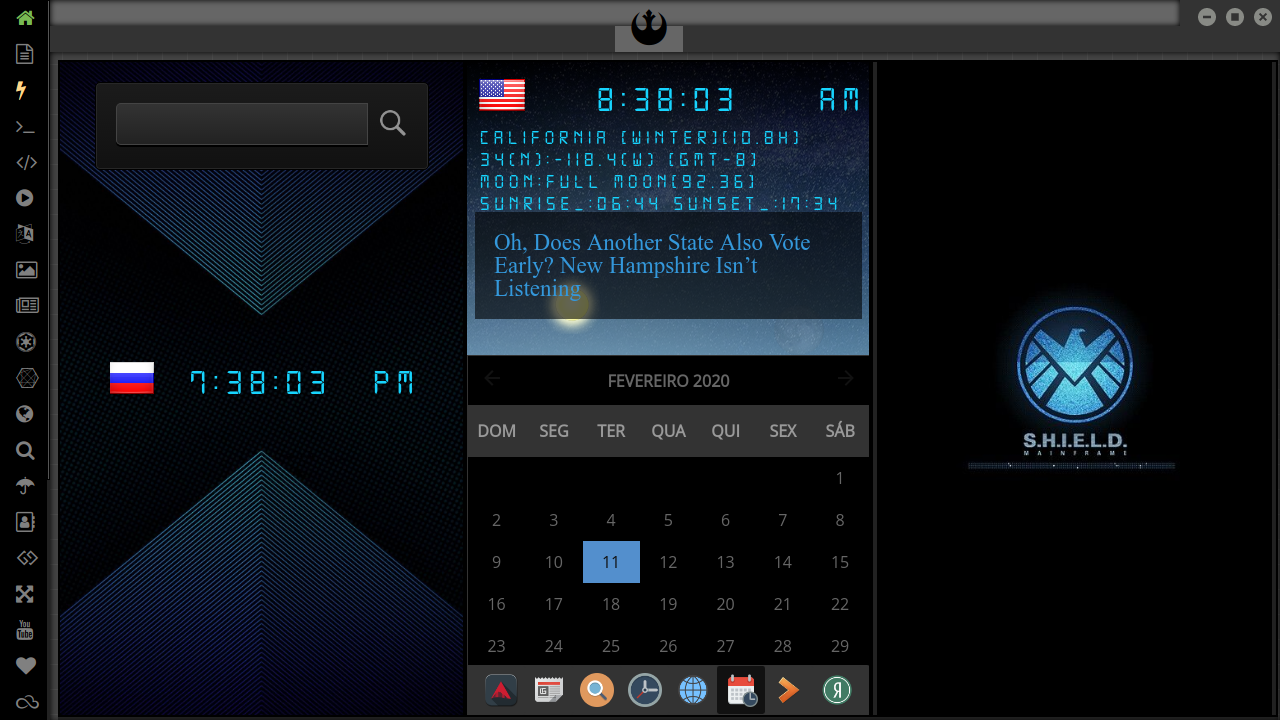 8:38:03 AM
CALIFORNIA [WINTER][10.8H]
34[N]:-118.4[W] [GMT-8]
MOON:FULL MOON[92.36]
SUNRISE_:06:44 SUNSET_:17:34
Oh, Does Another State Also Vote
Early? New Hampshire Isn’t
Listening
7:38:03 PM
FEVEREIRO 2020
DOM SEG TER QUA QUI SEX SÁB
1
2 3 4 5 6 7 8
9 10 11 12 13 14 15
16 17 18 19 20 21 22
23 24 25 26 27 28 29
S.H.I.E.L.D.
MAINFRAME
You
Tube
Я